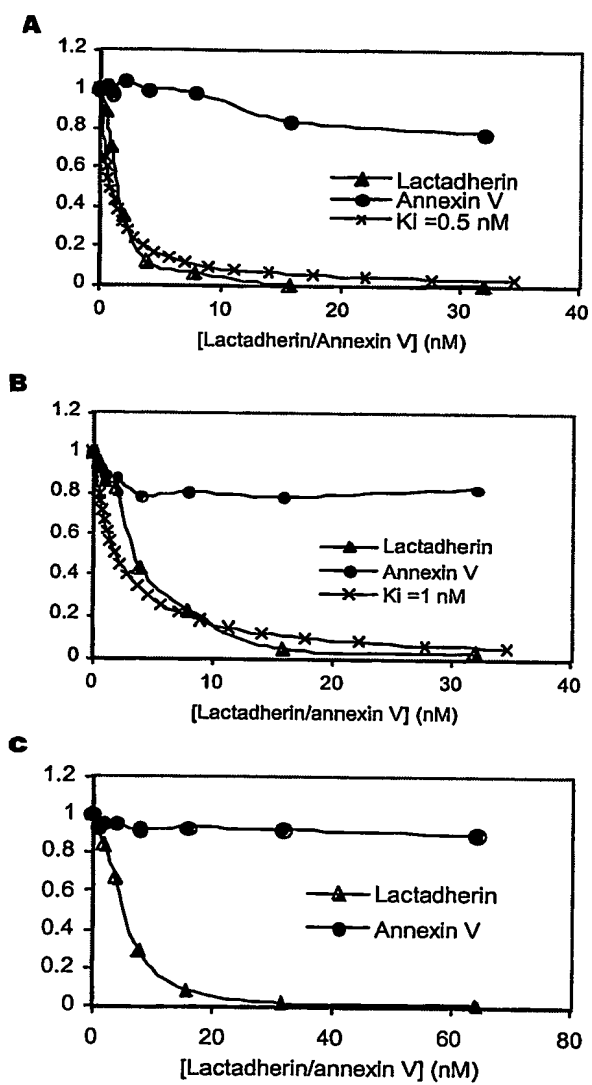 A
1.2
1
0.8
0.6
0.4
0.2
0
Lactadherin
Annexin V
Ki =0.5 nM
0 10 20 30 40
[Lactadherin/Annexin V] (nM)
B
1.2
1
0.8
0.6
0.4
0.2
0
Lactadherin
Annexin V
Ki =1 nM
0 10 20 30 40
[Lactadherin/annexin V] (nM)
C
1.2
1
0.8
0.6
0.4
0.2
0
Lactadherin
Annexin V
0 20 40 60 80
[Lactadherin/annexin V] (nM)